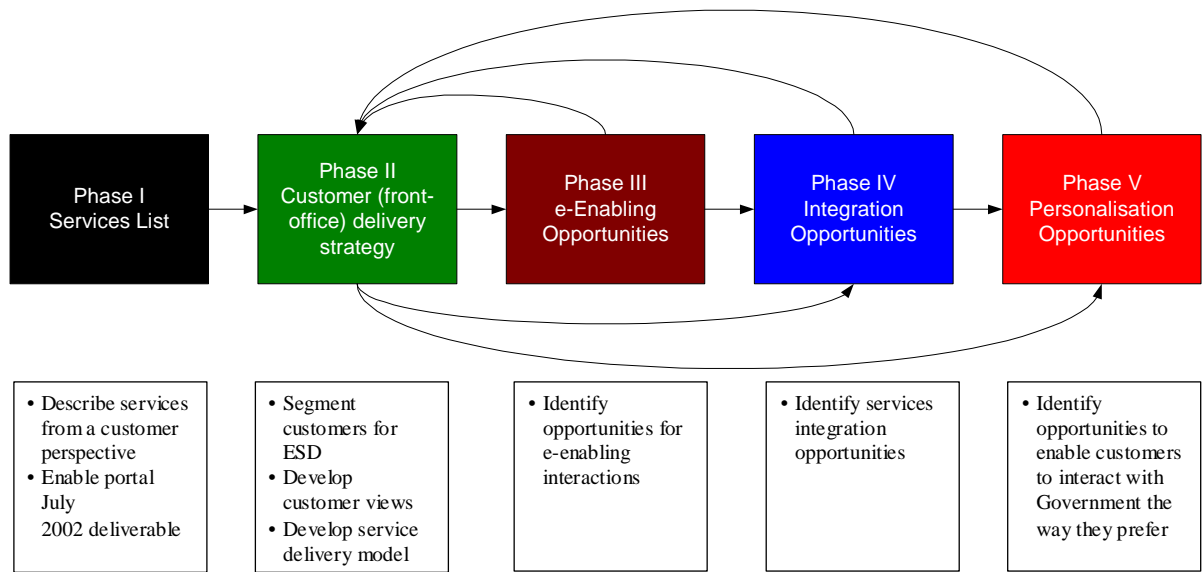 Phase I
Services List
Phase II
Customer (front-
office) delivery
strategy
Phase III
e-Enabling
Opportunities
Phase IV
Integration
Opportunities
Phase V
Personalisation
Opportunities
• Describe services
from a customer
perspective
• Enable portal
July
2002 deliverable
• Segment
customers for
ESD
• Develop
customer views
• Develop service
delivery model
• Identify
opportunities for
e-enabling
interactions
• Identify services
integration
opportunities
• Identify
opportunities to
enable customers
to interact with
Government the
way they prefer